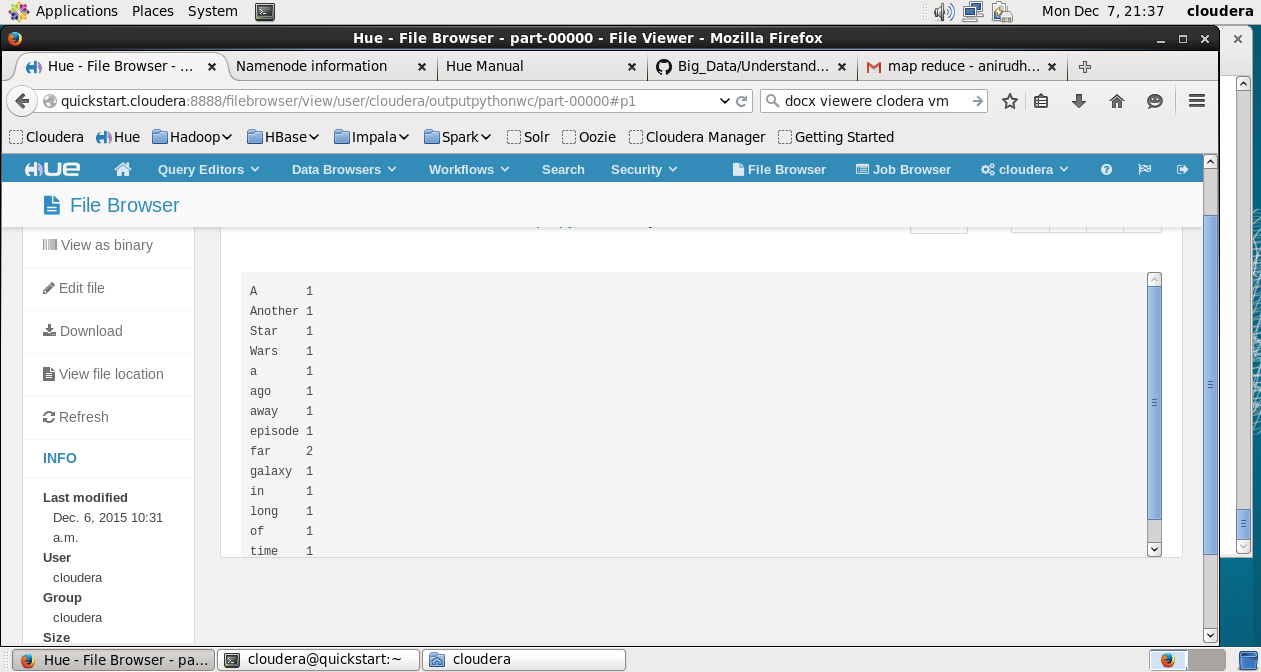 Applications Places System Mon Dec 7, 21:37 cloudera
Hue - File Browser - part-00000 - File Viewer - Mozilla Firefox
Hue - File Browser - ... Namenode information Hue Manual Big_Data/Understand... map reduce - anirudh...
quickstart.cloudera:8888/filebrowser/view/user/cloudera/outputpythonwc/part-00000#p1 docx viewere clodera vm
Cloudera Hue Hadoop HBase Impala Spark Solr Oozie Cloudera Manager Getting Started
HUE Query Editors Data Browsers Workflows Search Security File Browser Job Browser cloudera
File Browser
View as binary
Edit file
Download
View file location
Refresh
INFO
Last modified
Dec. 6, 2015 10:31
a.m.
User
cloudera
Group
cloudera
Size
A 1
Another 1
Star 1
Wars 1
a 1
ago 1
away 1
episode 1
far 2
galaxy 1
in 1
long 1
of 1
time 1
Hue - File Browser - pa... cloudera@quickstart:~ cloudera